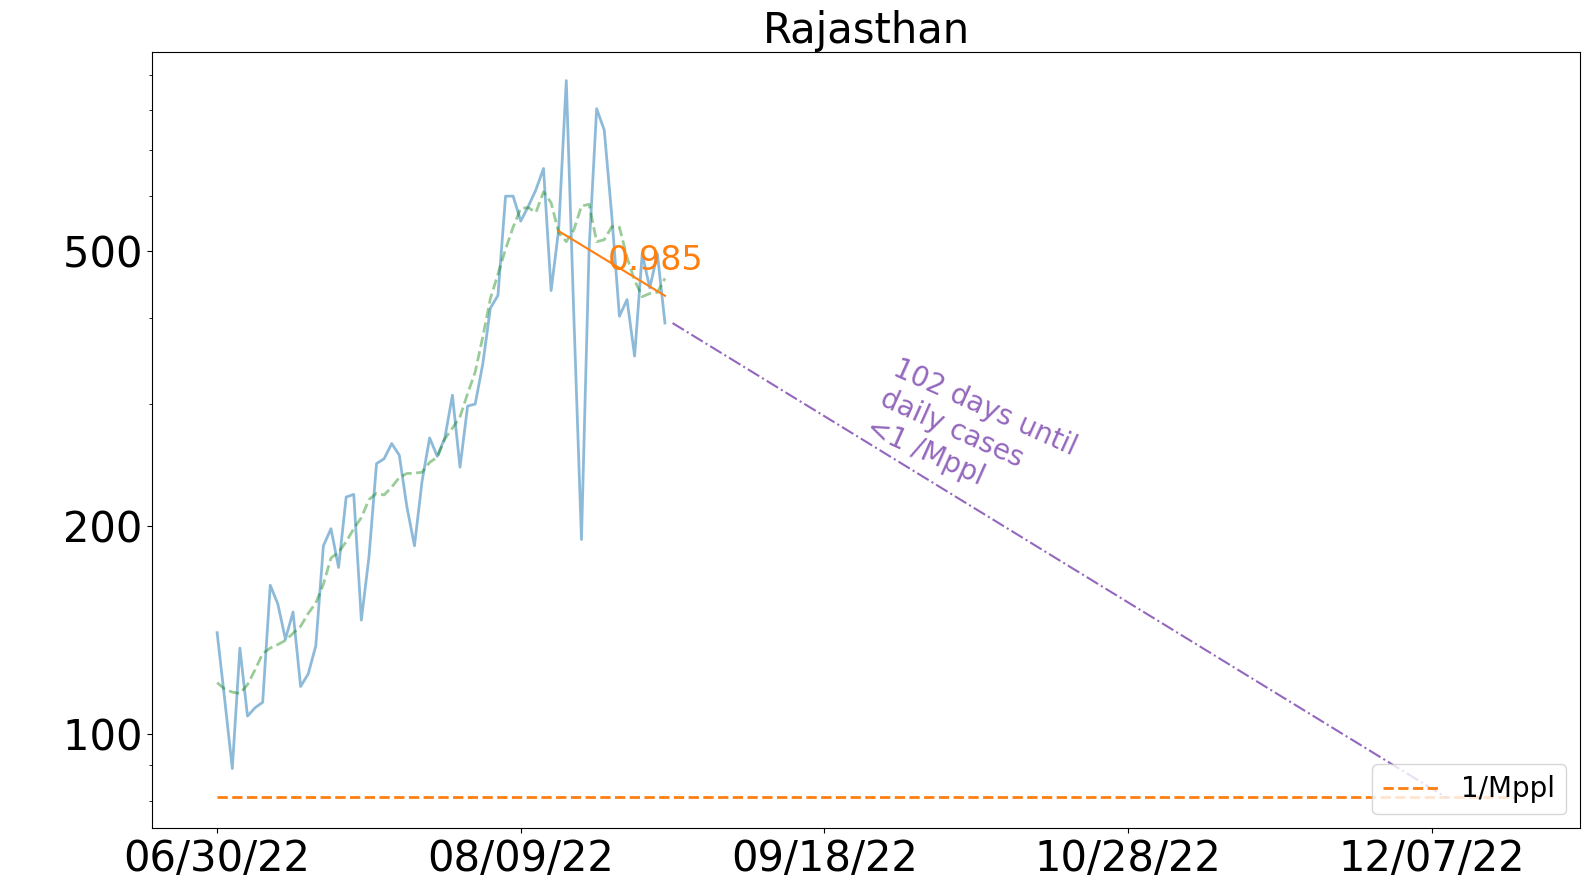 Rajasthan
500
200
100
0.985
102 days until
daily cases
<1 /Mppl
1/Mppl
06/30/22
08/09/22
09/18/22
10/28/22
12/07/22